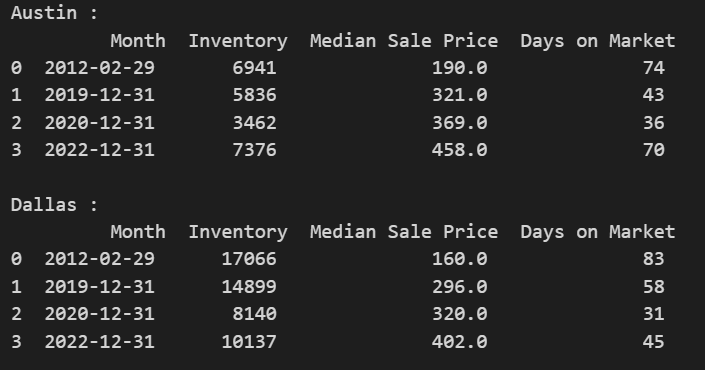 Austin :
Month Inventory Median Sale Price Days on Market
0 2012-02-29 6941 190.0 74
1 2019-12-31 5836 321.0 43
2 2020-12-31 3462 369.0 36
3 2022-12-31 7376 458.0 70
Dallas :
Month Inventory Median Sale Price Days on Market
0 2012-02-29 17066 160.0 83
1 2019-12-31 14899 296.0 58
2 2020-12-31 8140 320.0 31
3 2022-12-31 10137 402.0 45